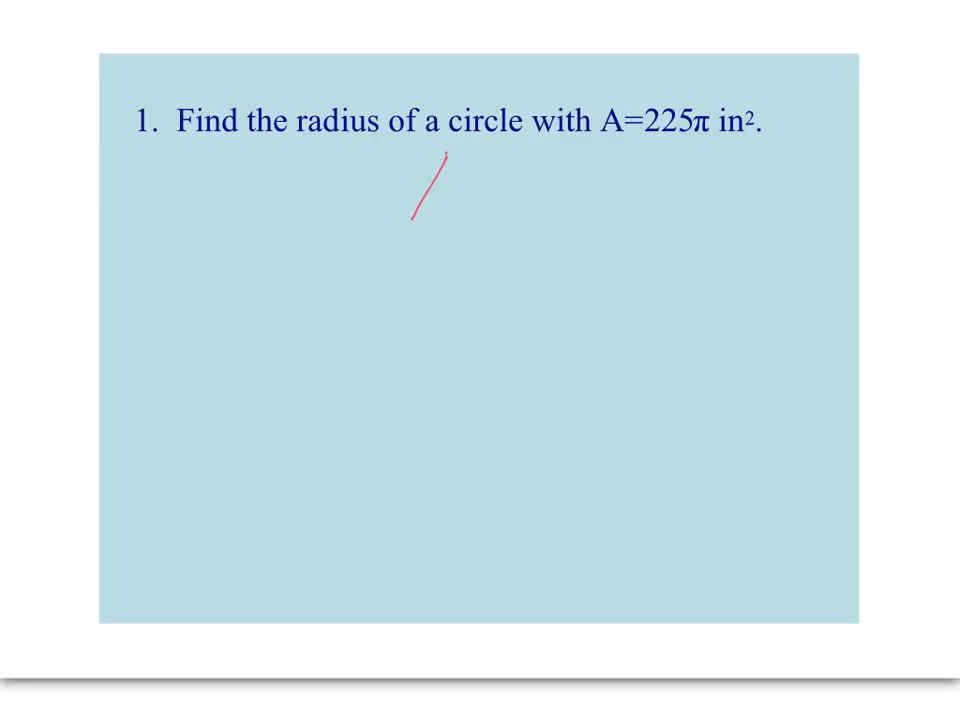 1. Find the radius of a circle with A=225π in².